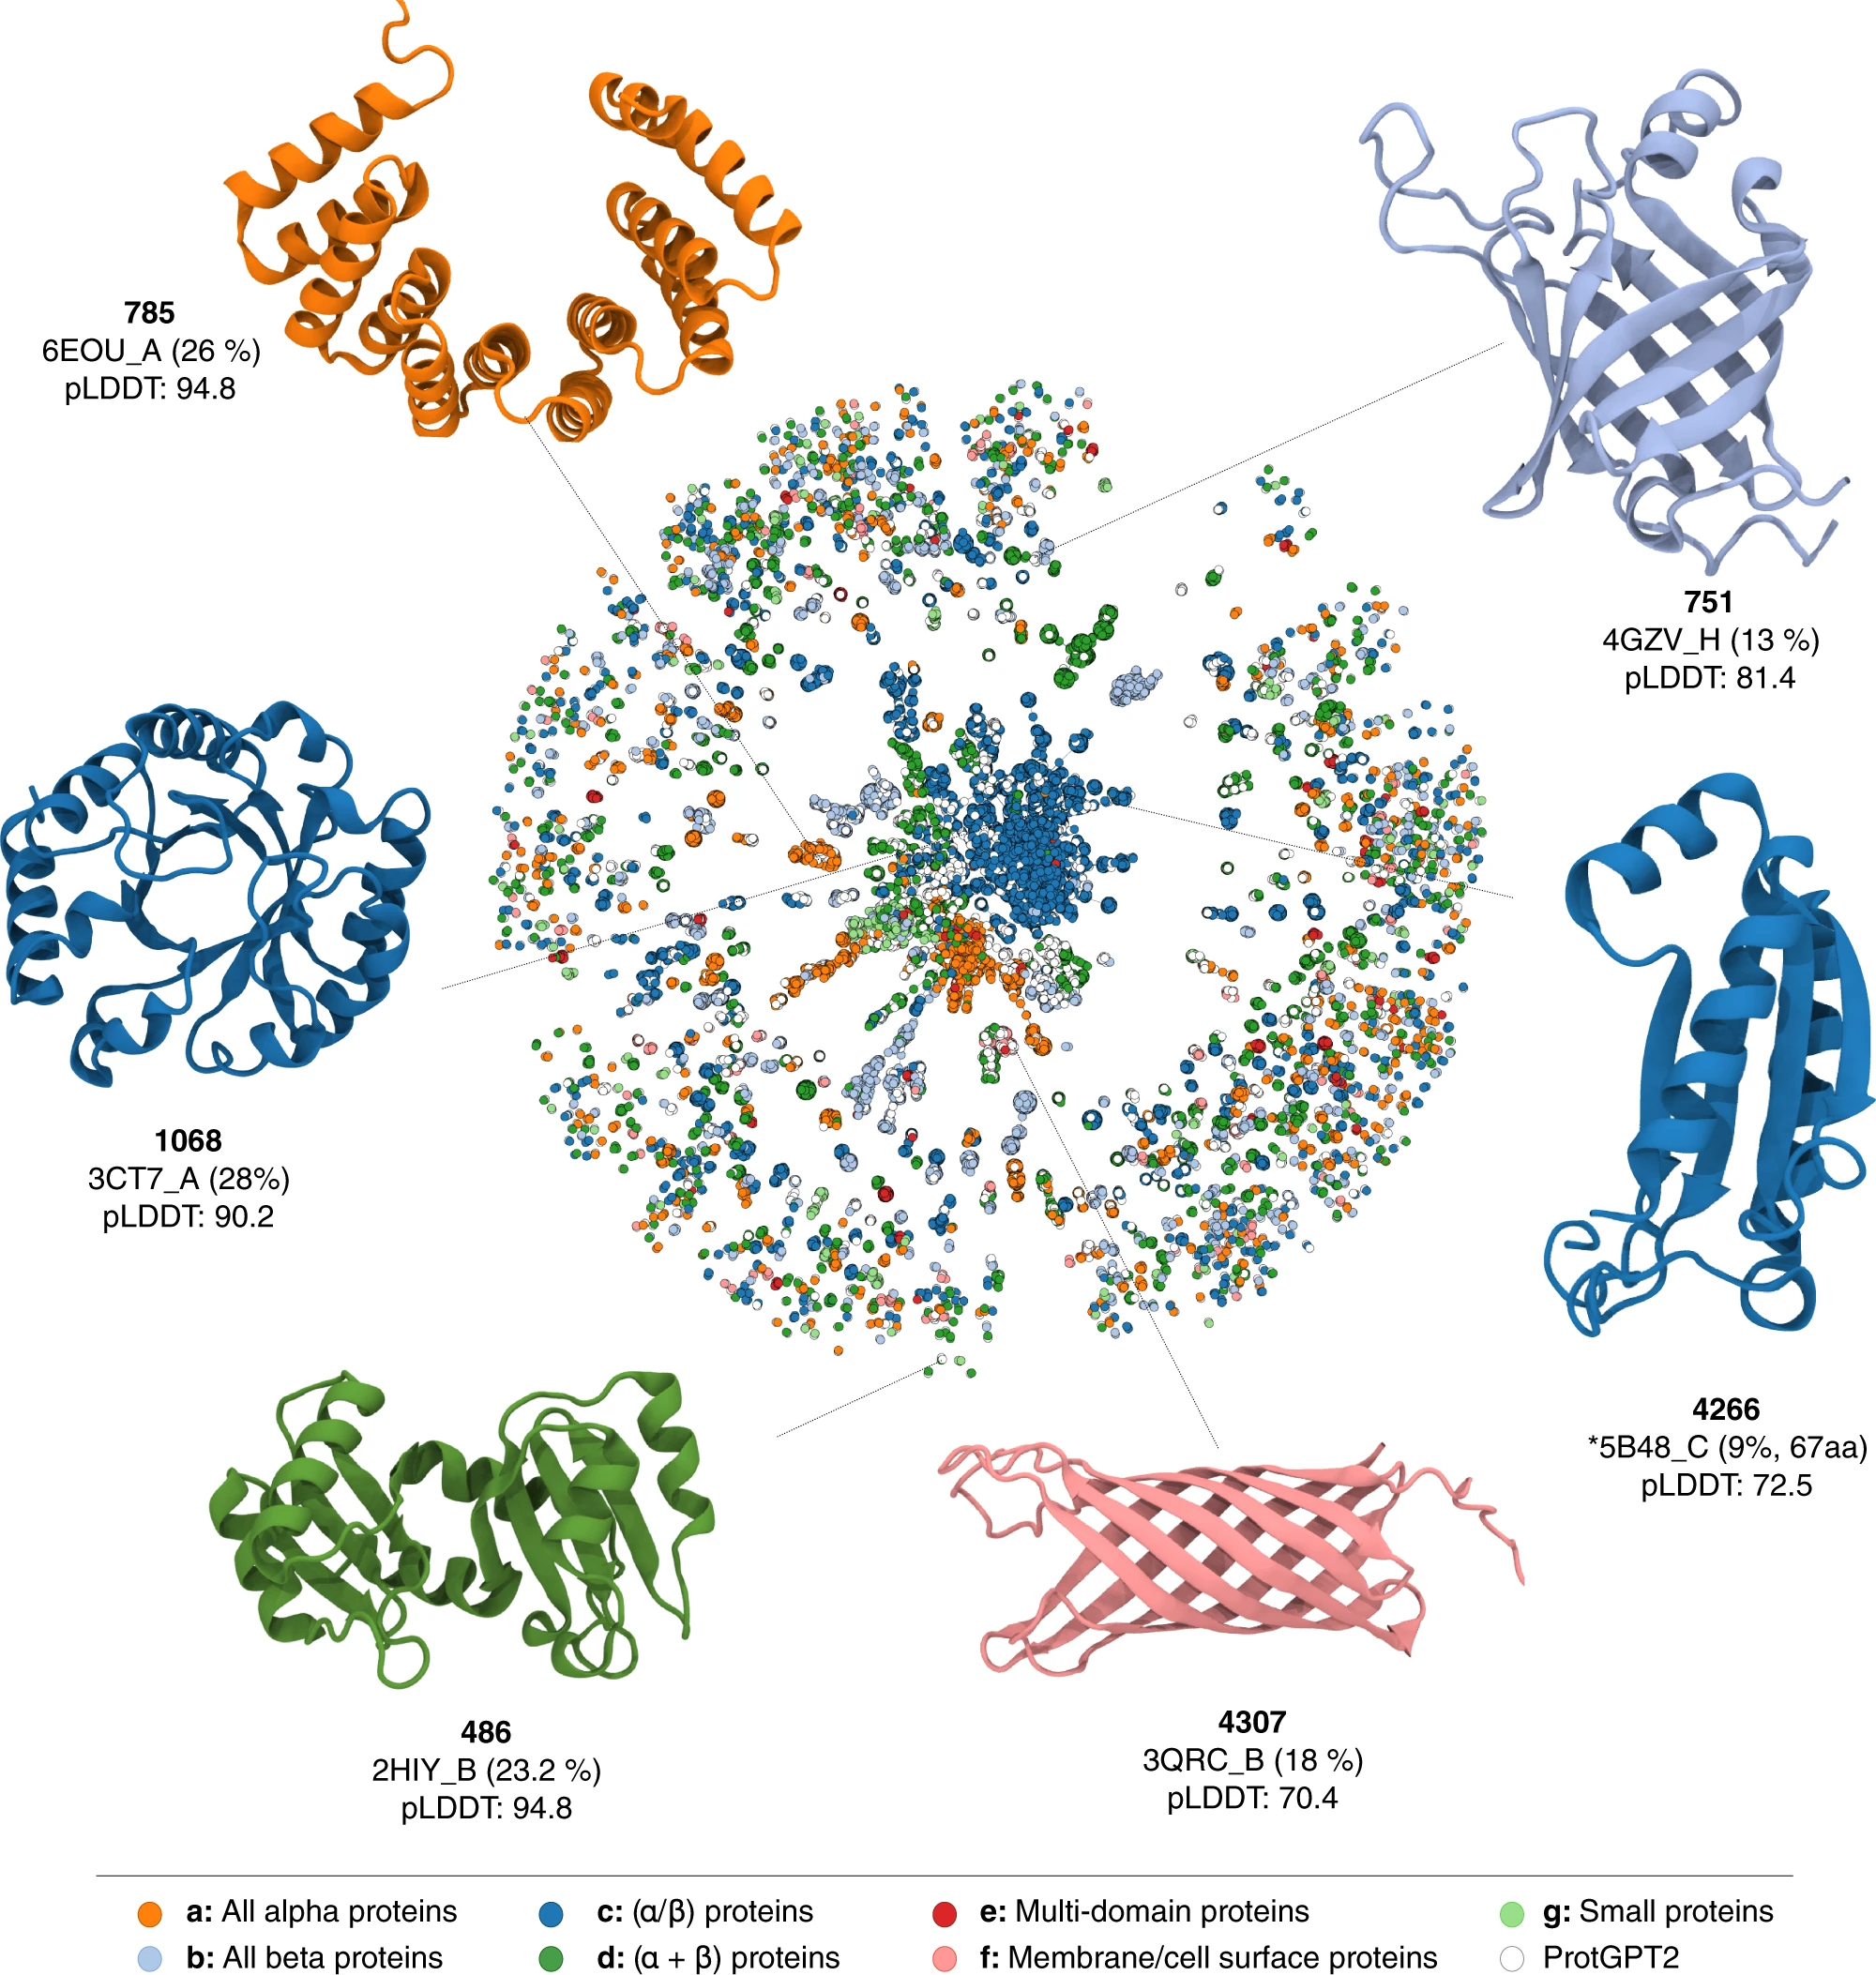 785
6EOU_A (26 %)
pLDDT: 94.8
751
4GZV_H (13 %)
pLDDT: 81.4
1068
3CT7_A (28%)
pLDDT: 90.2
4266
*5B48_C (9%, 67aa)
pLDDT: 72.5
486
2HIY_B (23.2 %)
pLDDT: 94.8
4307
3QRC_B (18 %)
pLDDT: 70.4
a: All alpha proteins
c: (α/β) proteins
e: Multi-domain proteins
g: Small proteins
b: All beta proteins
d: (α + β) proteins
f: Membrane/cell surface proteins
ProtGPT2